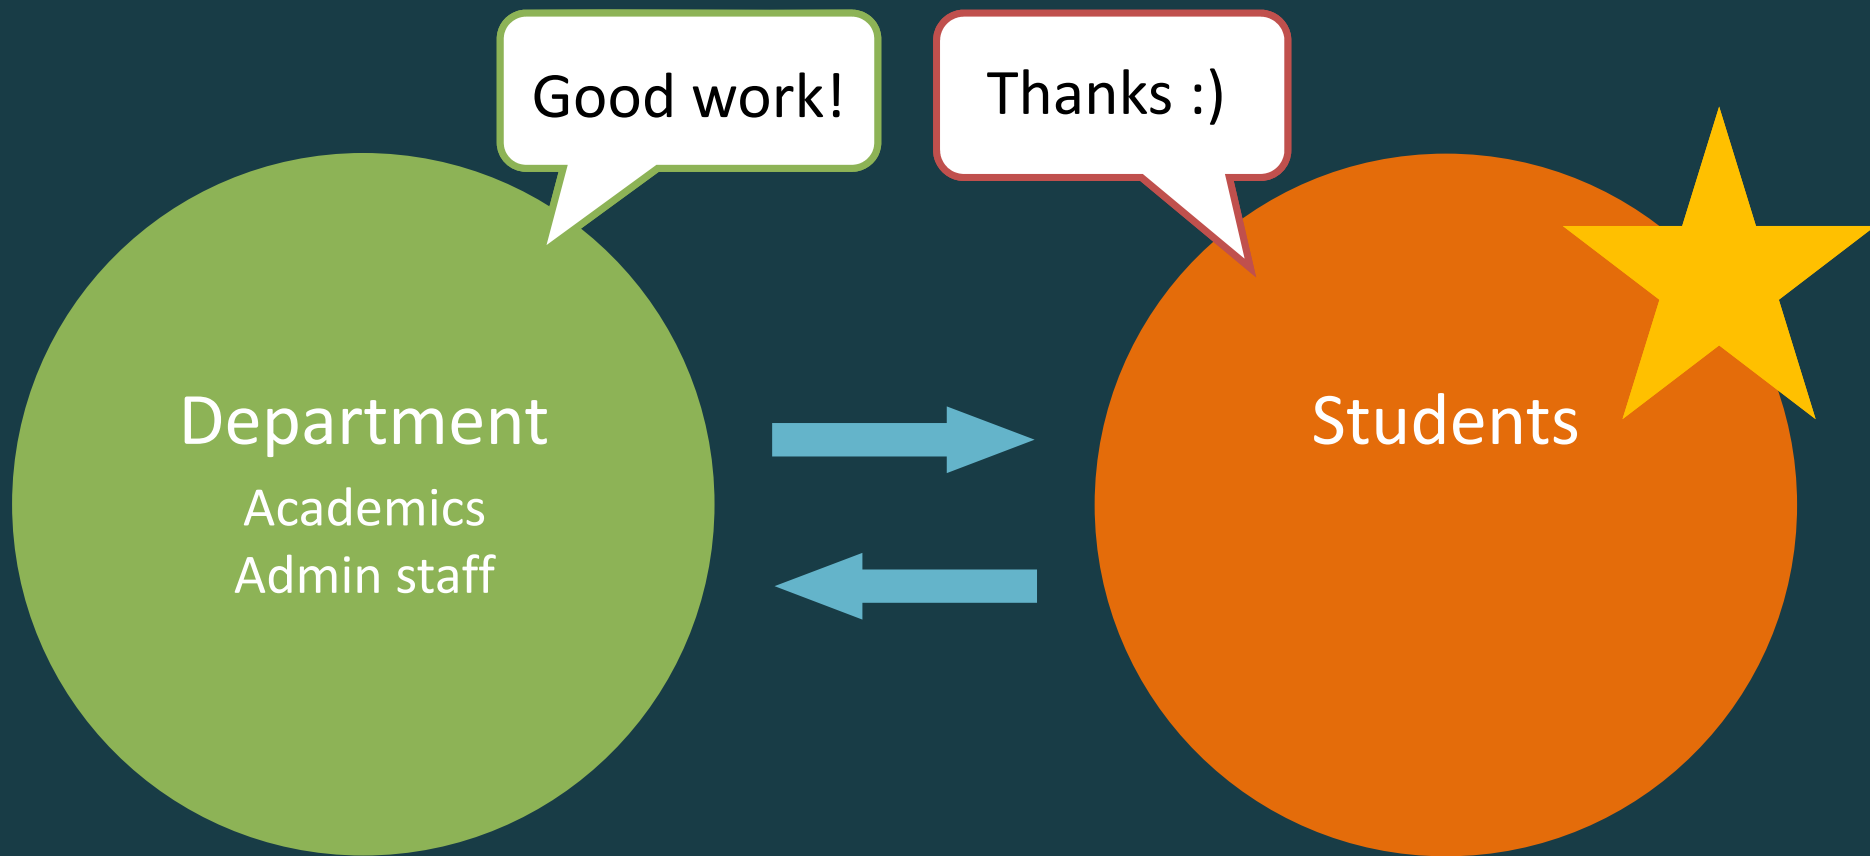 Good work!
Thanks :)
Department
Academics
Admin staff
Students